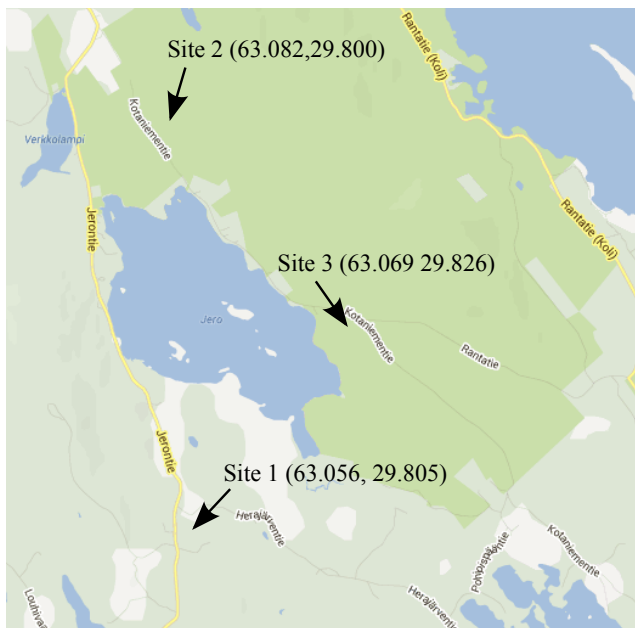 Rantatie (Koli)
Site 2 (63.082,29.800)
Kotaniementie
Verkkolampi
Jerontie
Rantatie (Koli)
Site 3 (63.069 29.826)
Jero
Kotaniementie
Rantatie
Jerontie
Site 1 (63.056, 29.805)
Herajärventie
Kotaniementie
Herajärventie